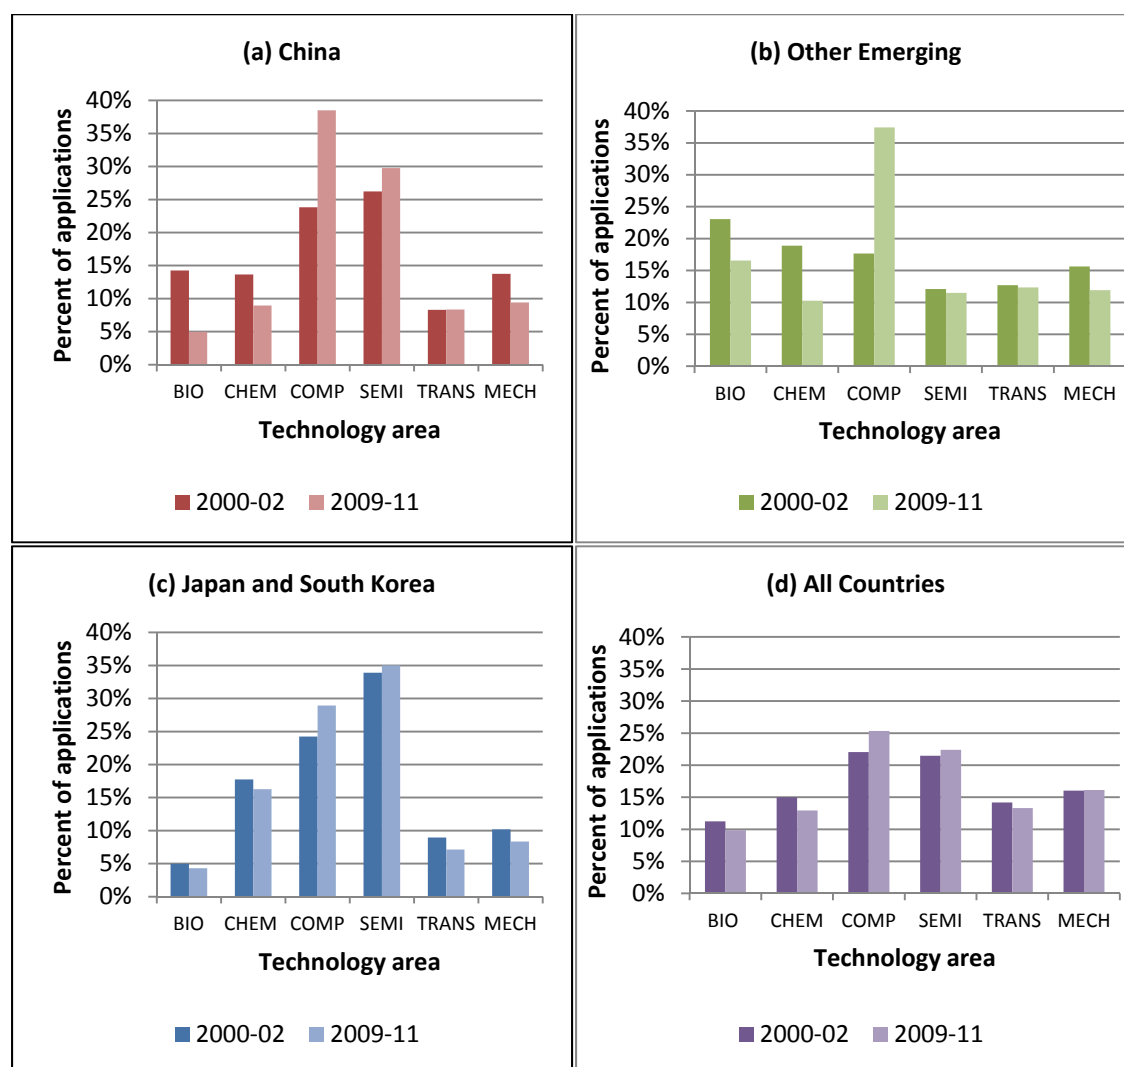 (a) China
Percent of applications
40%
35%
30%
25%
20%
15%
10%
5%
0%
BIO CHEM COMP SEMI TRANS MECH
Technology area
2000-02 2009-11
(b) Other Emerging
Percent of applications
40%
35%
30%
25%
20%
15%
10%
5%
0%
BIO CHEM COMP SEMI TRANS MECH
Technology area
2000-02 2009-11
(c) Japan and South Korea
Percent of applications
40%
35%
30%
25%
20%
15%
10%
5%
0%
BIO CHEM COMP SEMI TRANS MECH
Technology area
2000-02 2009-11
(d) All Countries
Percent of applications
40%
35%
30%
25%
20%
15%
10%
5%
0%
BIO CHEM COMP SEMI TRANS MECH
Technology area
2000-02 2009-11